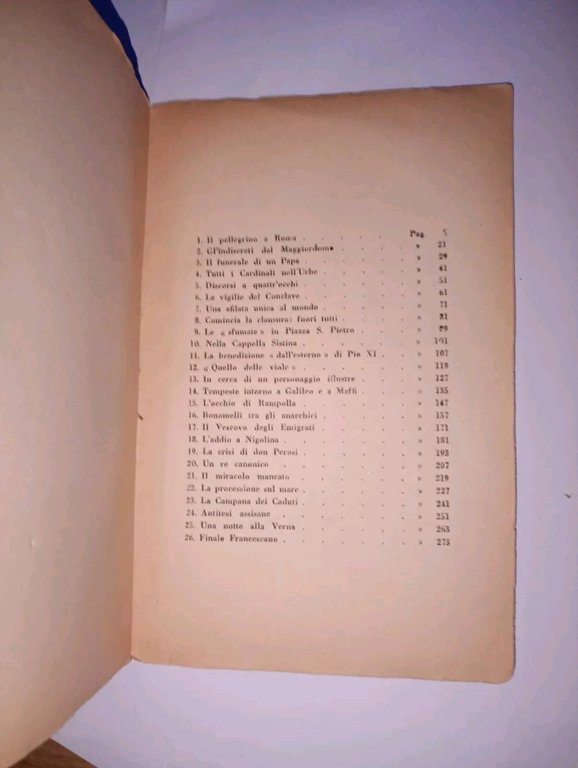 Pag.
1. Il pellegrino a Roma . . . . . . 5
2. Gl'indiscreti dal Maggiordomo . . . . » 21
3. Il funerale di un Papa . . . . . » 29
4. Tutti i Cardinali nell'Urbe . . . . » 41
5. Discorsi a quattr'occhi . . . . . » 51
6. Le vigilie del Conclave . . . . . » 61
7. Una sfilata unica al mondo . . . . » 71
8. Comincia la clausura: fuori tutti . . . » 81
9. Le « sfumate » in Piazza S. Pietro . . . » 89
10. Nella Cappella Sistina . . . . . » 101
11. La benedizione « dall'esterno » di Pio XI . » 107
12. « Quello delle viole » . . . . . » 119
13. In cerca di un personaggio illustre . . . » 127
14. Tempeste intorno a Galileo e a Maffi . . » 135
15. L'occhio di Rampolla . . . . . » 147
16. Bonomelli tra gli anarchici . . . . » 157
17. Il Vescovo degli Emigrati . . . . » 171
18. L'addio a Nigolina . . . . . . » 181
19. La crisi di don Perosi . . . . . » 193
20. Un re canonico . . . . . . » 207
21. Il miracolo mancato . . . . . » 219
22. La processione sul mare . . . . . » 227
23. La Campana dei Caduti . . . . . » 241
24. Antitesi assisane . . . . . . » 251
25. Una notte alla Verna . . . . . » 263
26. Finale Francescano . . . . . . » 273